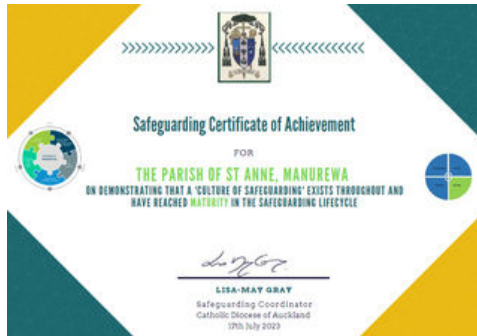 Safeguarding Certificate of Achievement
FOR
THE PARISH OF ST ANNE, MANUREWA
ON DEMONSTRATING THAT A 'CULTURE OF SAFEGUARDING' EXISTS THROUGHOUT AND
HAVE REACHED MATURITY IN THE SAFEGUARDING LIFECYCLE
LISA-MAY GRAY
Safeguarding Coordinator
Catholic Diocese of Auckland
17th July 2023